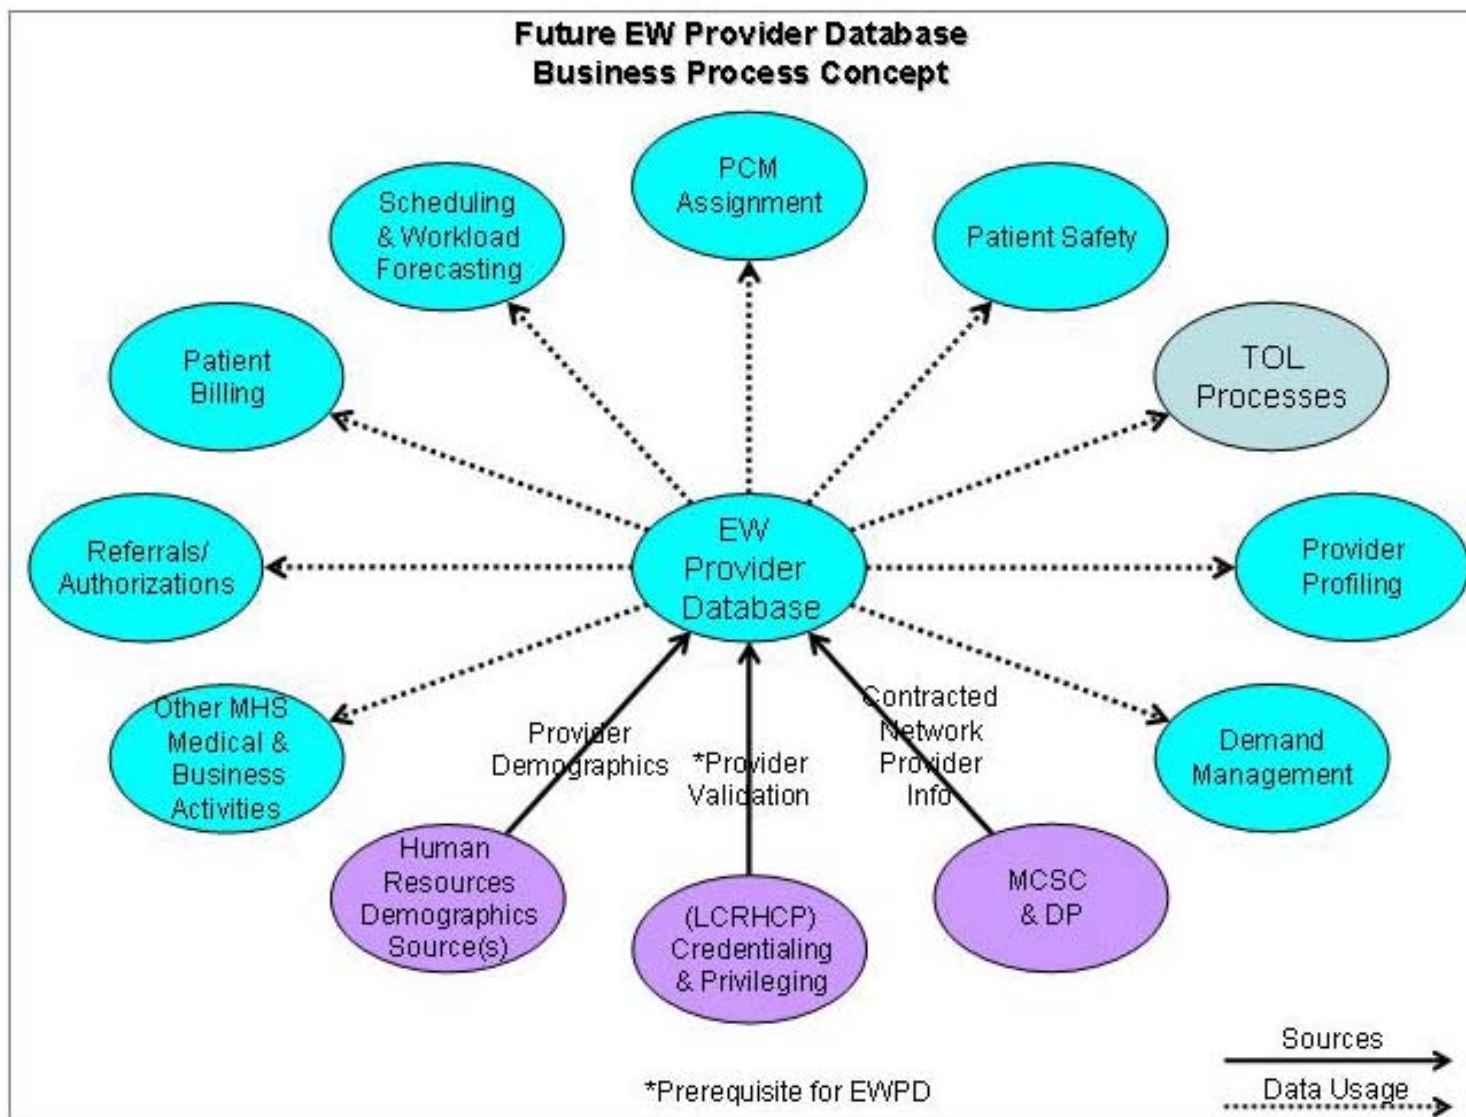 Future EW Provider Database
Business Process Concept
PCM
Assignment
Scheduling
& Workload
Forecasting
Patient Safety
Patient
Billing
TOL
Processes
Referrals/
Authorizations
EW
Provider
Database
Provider
Profiling
Other MHS
Medical &
Business
Activities
Provider
Demographics
*Provider
Validation
Contracted
Network
Provider
Info
Demand
Management
Human
Resources
Demographics
Source(s)
(LCRHCP)
Credentialing
& Privileging
MCSC
& DP
Sources
Data Usage
*Prerequisite for EWPD